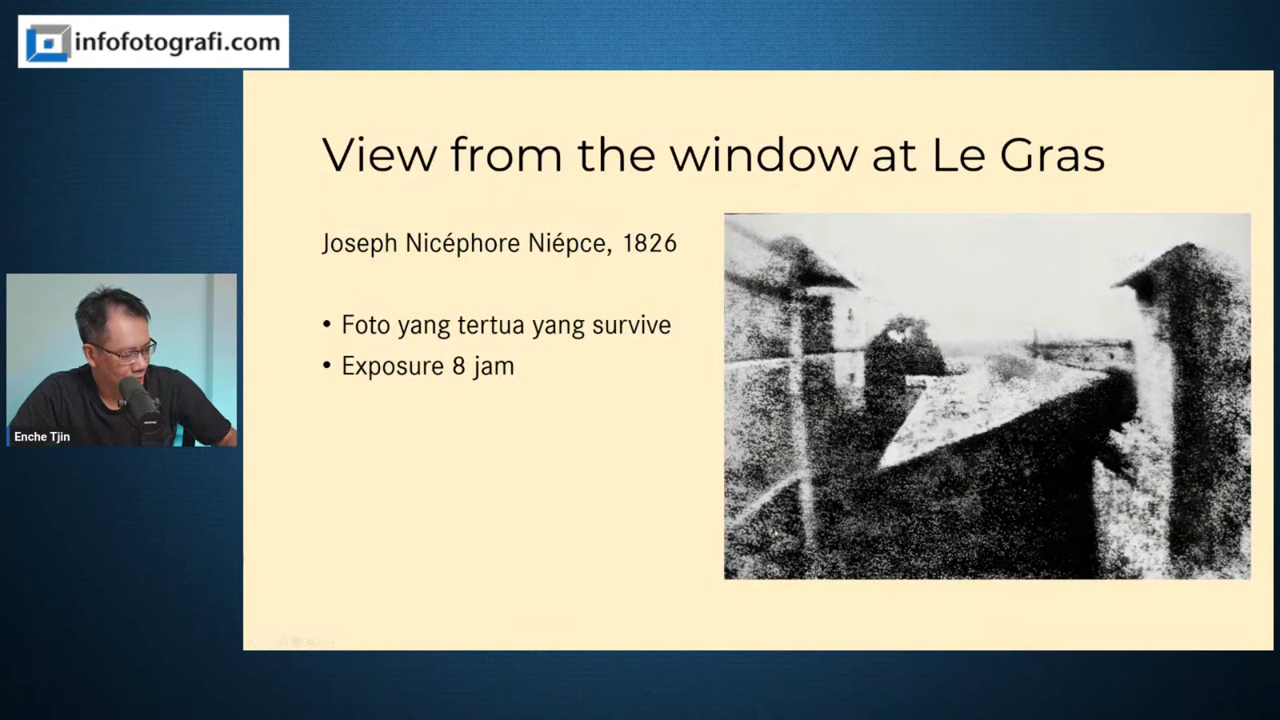 infofotografi.com
View from the window at Le Gras
Joseph Nicéphore Niépce, 1826
• Foto yang tertua yang survive
• Exposure 8 jam
Enche Tjin